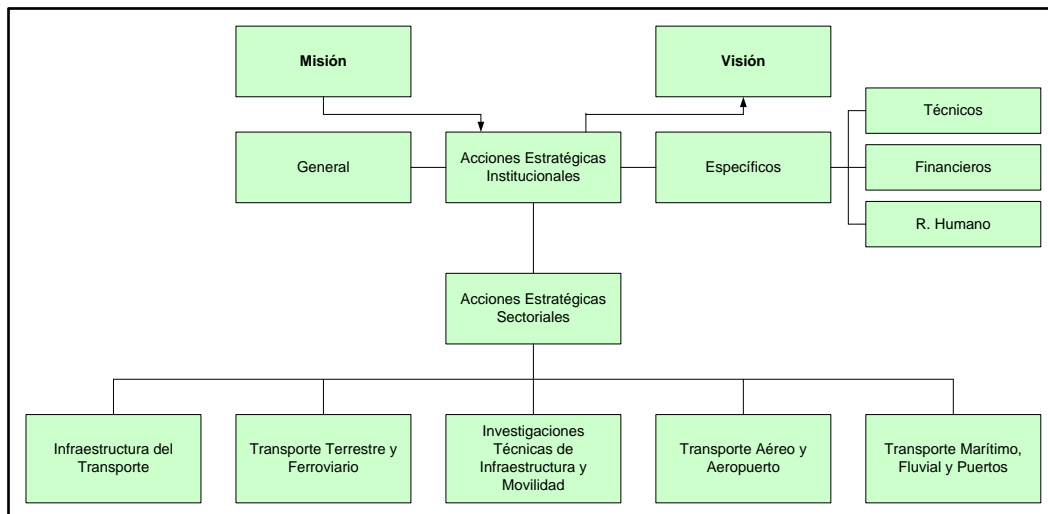 Misión
Visión
Técnicos
General
Acciones Estratégicas
Institucionales
Específicos
Financieros
R. Humano
Acciones Estratégicas
Sectoriales
Infraestructura del
Transporte
Transporte Terrestre y
Ferroviario
Investigaciones
Técnicas de
Infraestructura y
Movilidad
Transporte Aéreo y
Aeropuerto
Transporte Marítimo,
Fluvial y Puertos